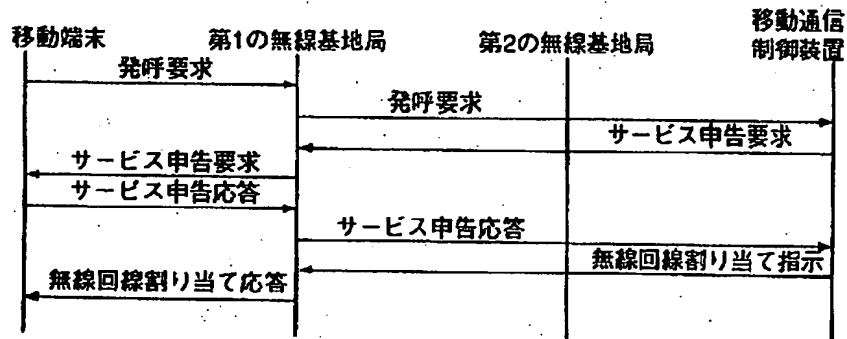 移動端末
第1の無線基地局
第2の無線基地局
移動通信
制御装置
発呼要求
発呼要求
サービス申告要求
サービス申告要求
サービス申告応答
サービス申告応答
無線回線割り当て指示
無線回線割り当て応答